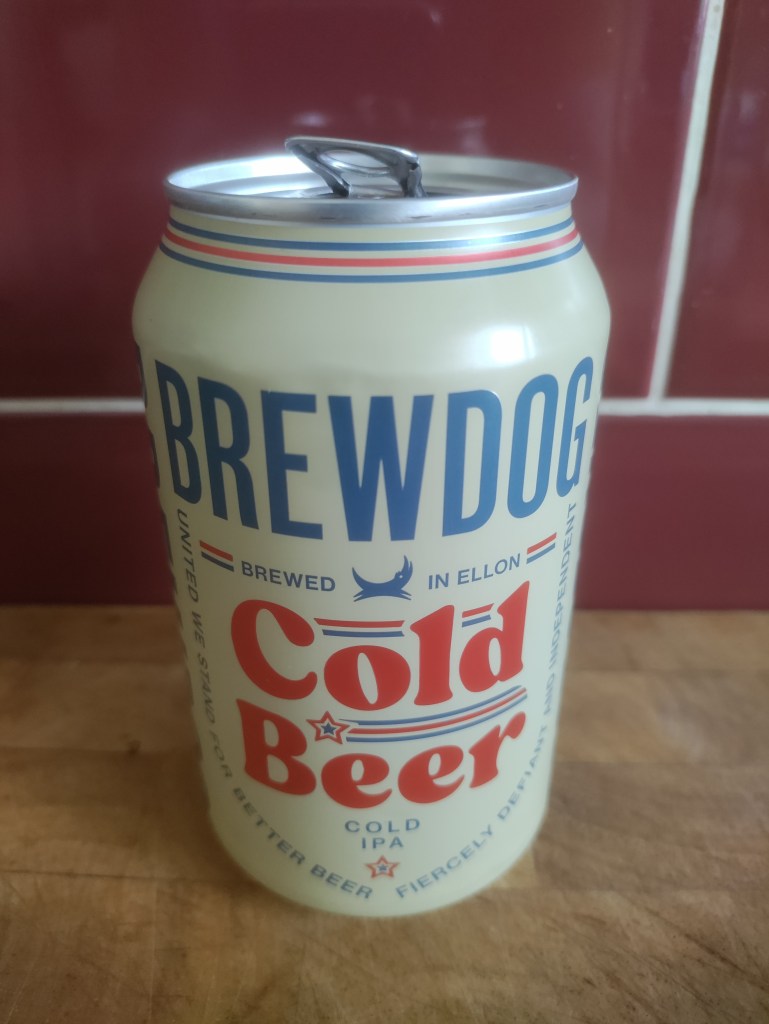 BREWDOG
BREWED IN ELLON
Cold
Beer
COLD
IPA
UNITED WE STAND FOR BETTER BEER
FIERCELY DEFIANT AND INDEPENDENT